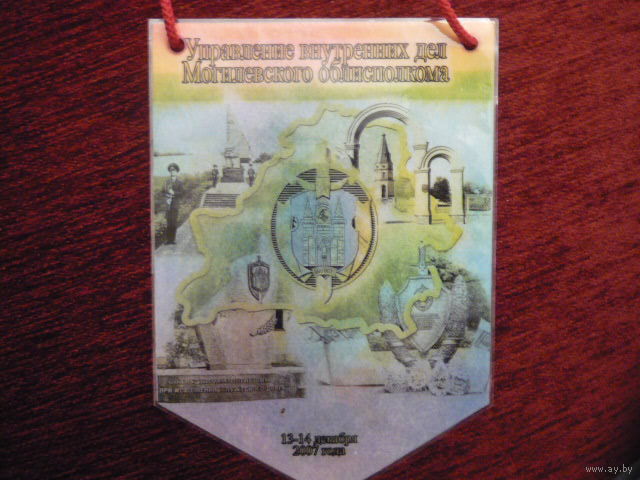 Управление внутренних дел
Могилевского облисполкома
13-14 декабря
2007 года
www.ay.by